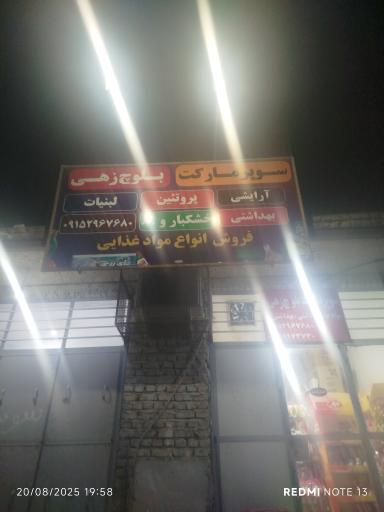 سوپرمارکت بلوچ‌زهی
آرایشی پروتئین لبنیات
بهداشتی خشکبار و ۰۹۱۵۲۹۶۷۶۸۰
فروش انواع مواد غذایی
20/08/2025 19:58
REDMI NOTE 13